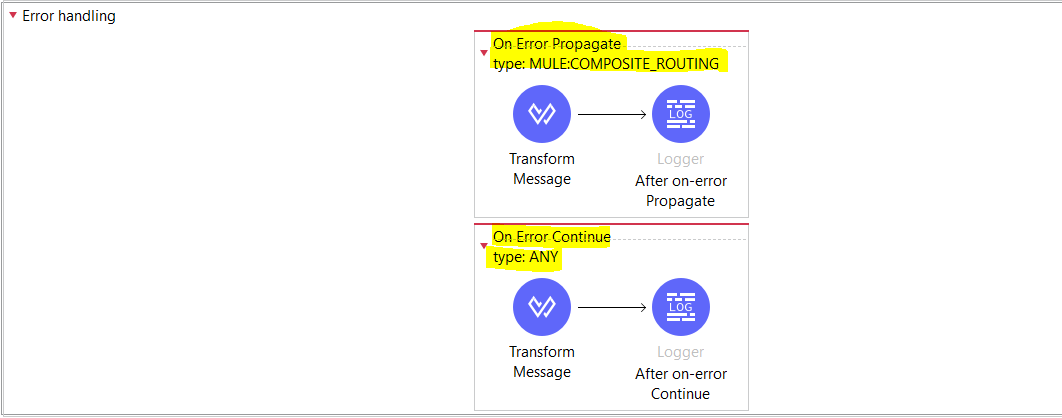 Error handling
On Error Propagate
type: MULE:COMPOSITE_ROUTING
LOG
Transform
Message
Logger
After on-error
Propagate
On Error Continue
type: ANY
LOG
Transform
Message
Logger
After on-error
Continue